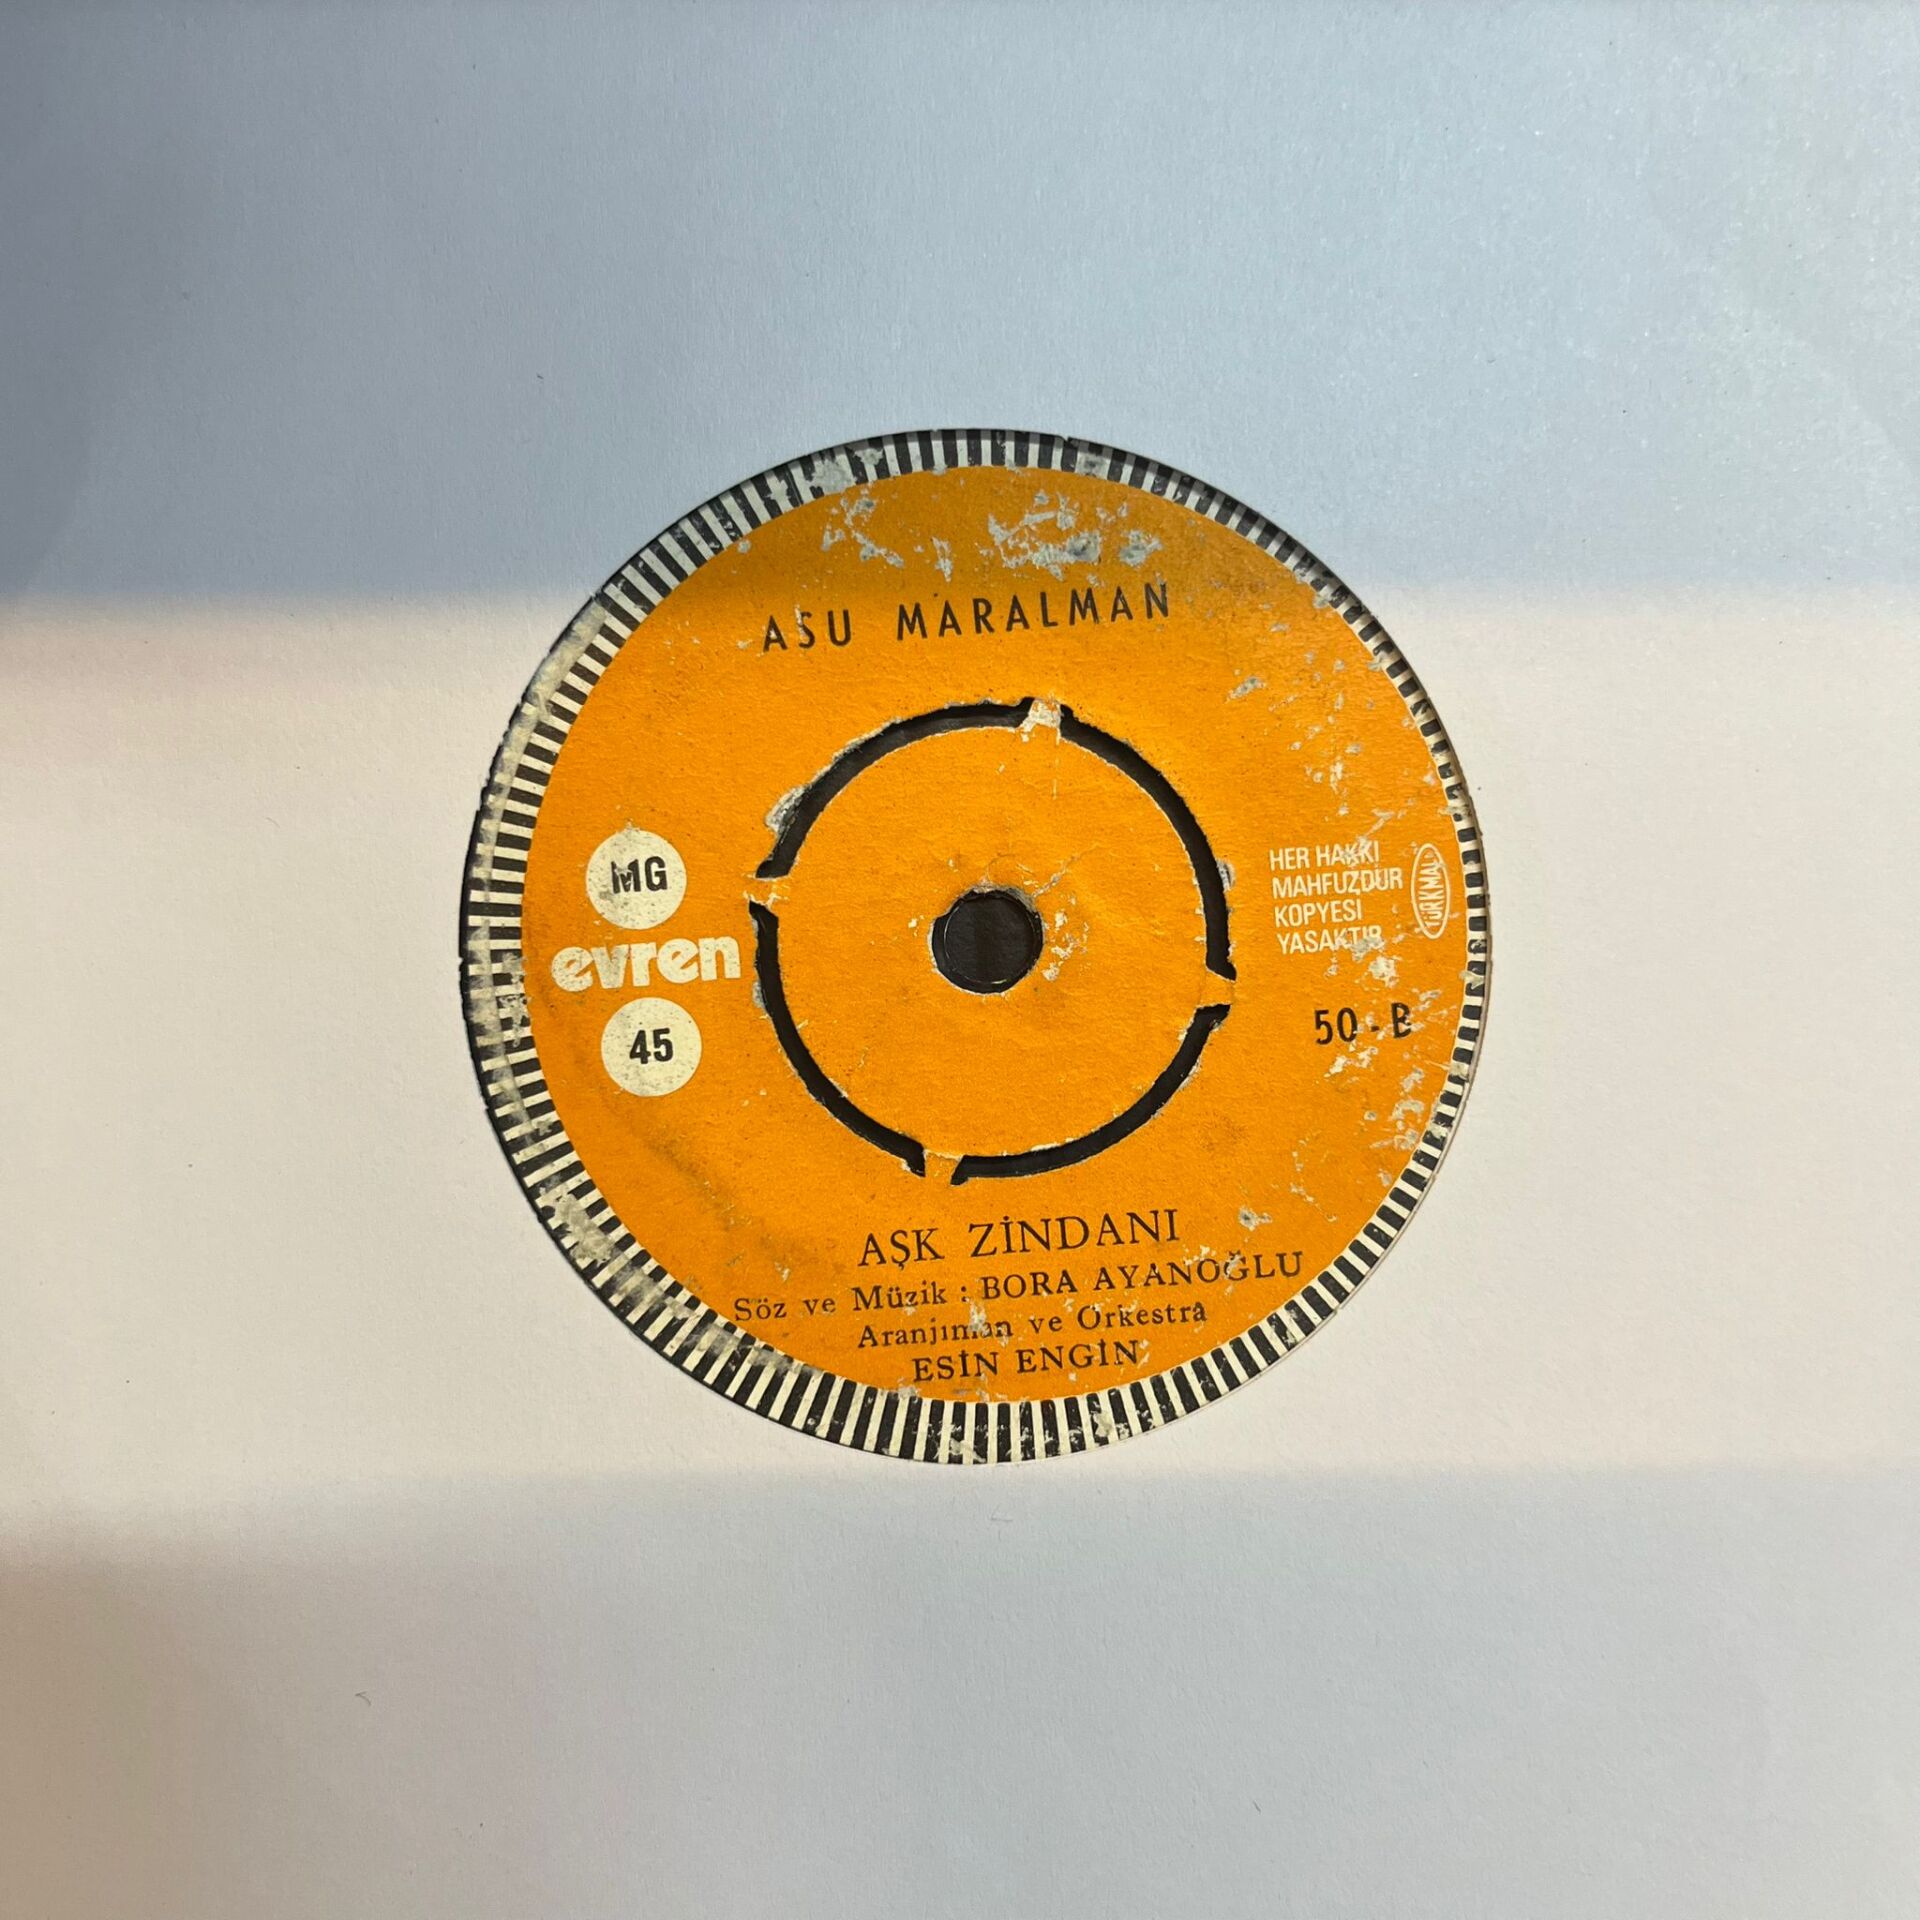 ASU MARALMAN
MG
evren
45
HER HAKKI
MAHFUZDUR
KOPYESI
YASAKTIR
TÜRKMAL
50 - B
AŞK ZİNDANI
Söz ve Müzik : BORA AYANOĞLU
Aranjıman ve Orkestra
ESİN ENGİN